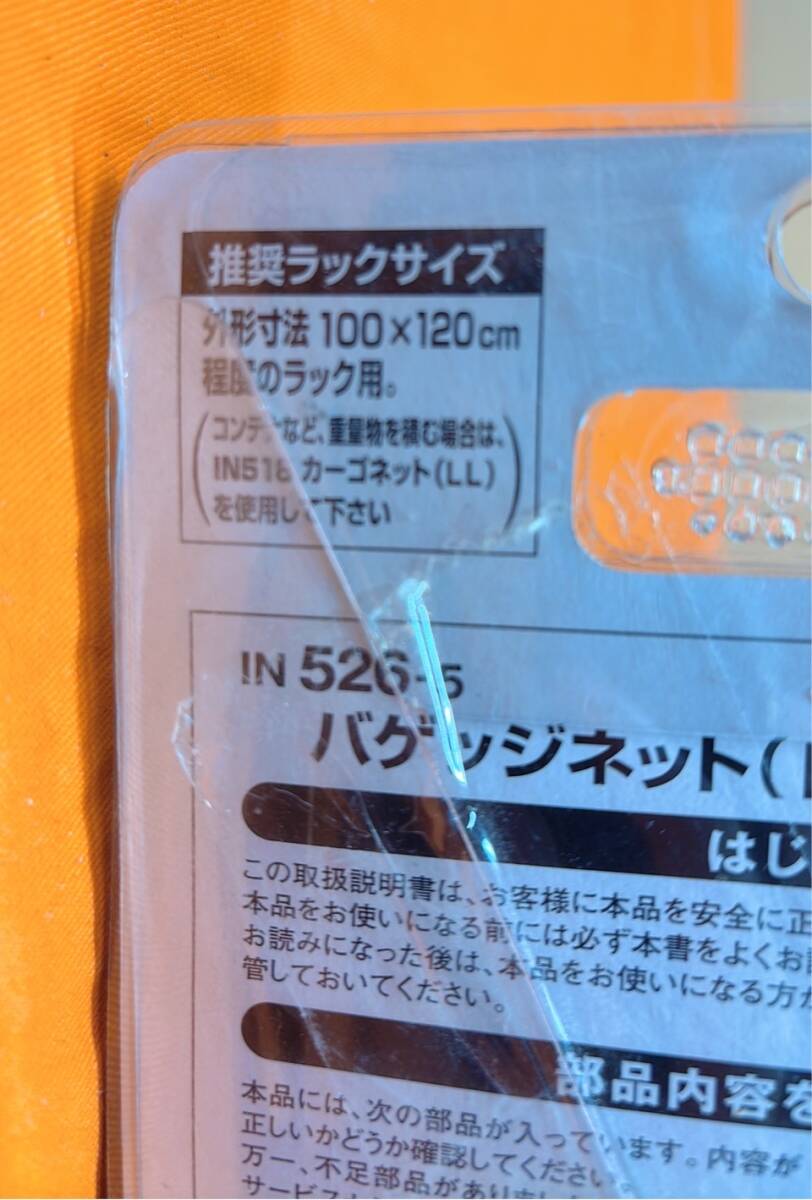 推奨ラックサイズ
外形寸法 100×120cm
程度のラック用。
(コンテナなど、重量物を積む場合は、
IN518 カーゴネット(LL)
を使用して下さい)
IN 526-5
バゲッジネット(
はじ
この取扱説明書は、お客様に本品を安全に正
本品をお使いになる前には必ず本書をよくお
お読みになった後は、本品をお使いになる方
管しておいてください。
部品内容を
本品には、次の部品が入っています。内容が
正しいかどうか確認してください。
万一、不足部品があり
サービス